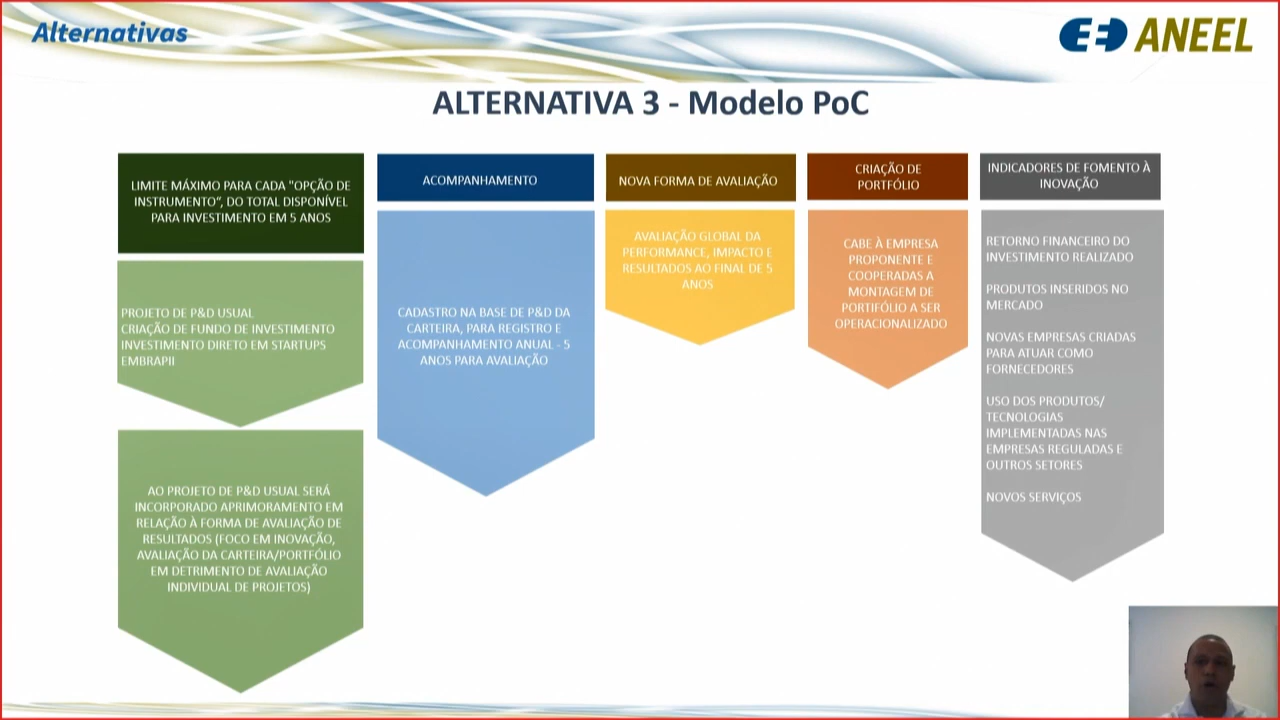 Alternativas
ANEEL
ALTERNATIVA 3 - Modelo PoC
LIMITE MÁXIMO PARA CADA "OPÇÃO DE
INSTRUMENTO“, DO TOTAL DISPONÍVEL
PARA INVESTIMENTO EM 5 ANOS
PROJETO DE P&D USUAL
CRIAÇÃO DE FUNDO DE INVESTIMENTO
INVESTIMENTO DIRETO EM STARTUPS
EMBRAPII
AO PROJETO DE P&D USUAL SERÁ
INCORPORADO APRIMORAMENTO EM
RELAÇÃO À FORMA DE AVALIAÇÃO DE
RESULTADOS (FOCO EM INOVAÇÃO,
AVALIAÇÃO DA CARTEIRA/PORTFÓLIO
EM DETRIMENTO DE AVALIAÇÃO
INDIVIDUAL DE PROJETOS)
ACOMPANHAMENTO
CADASTRO NA BASE DE P&D DA
CARTEIRA, PARA REGISTRO E
ACOMPANHAMENTO ANUAL - 5
ANOS PARA AVALIAÇÃO
NOVA FORMA DE AVALIAÇÃO
AVALIAÇÃO GLOBAL DA
PERFORMANCE, IMPACTO E
RESULTADOS AO FINAL DE 5
ANOS
CRIAÇÃO DE
PORTFÓLIO
CABE À EMPRESA
PROPONENTE E
COOPERADAS A
MONTAGEM DE
PORTIFÓLIO A SER
OPERACIONALIZADO
INDICADORES DE FOMENTO À
INOVAÇÃO
RETORNO FINANCEIRO DO
INVESTIMENTO REALIZADO
PRODUTOS INSERIDOS NO
MERCADO
NOVAS EMPRESAS CRIADAS
PARA ATUAR COMO
FORNECEDORES
USO DOS PRODUTOS/
TECNOLOGIAS
IMPLEMENTADAS NAS
EMPRESAS REGULADAS E
OUTROS SETORES
NOVOS SERVIÇOS